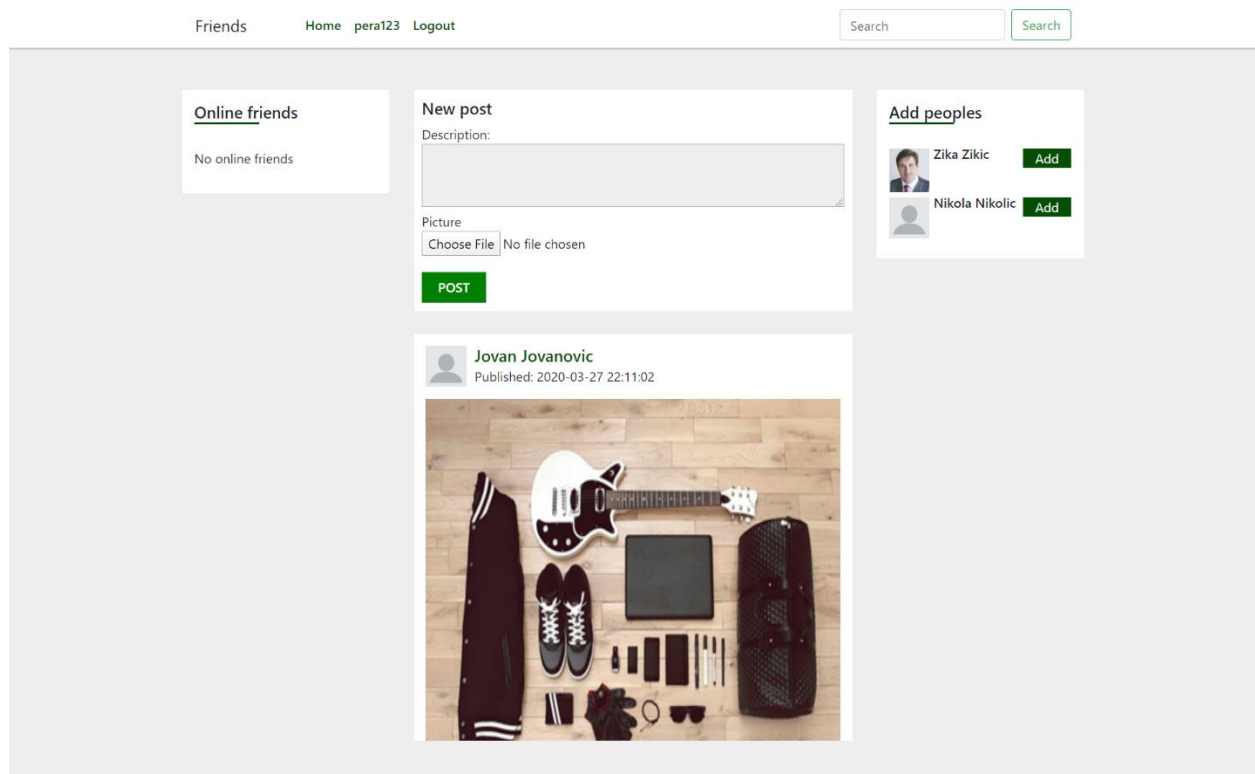 Friends Home pera123 Logout Search Search
Online friends
No online friends
New post
Description:
Picture
Choose File No file chosen
POST
Jovan Jovanovic
Published: 2020-03-27 22:11:02
Add peoples
Zika Zikic Add
Nikola Nikolic Add